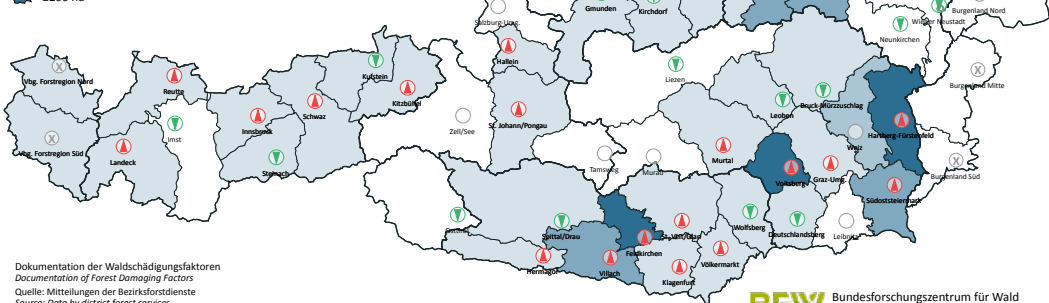 Gmunden
Kirchdorf
Burgenland Nord
Salzburg-Umg.
Wiener Neustadt
Neunkirchen
Hallein
Kufstein
Liezen
Vbg. Forstregion Nord
Reutte
Kitzbühel
Burgenland Mitte
Schwaz
Bruck-Mürzzuschlag
Leoben
St. Johann/Pongau
Innsbruck
Zell/See
Hartberg-Fürstenfeld
Imst
Weiz
Vbg. Forstregion Süd
Landeck
Murtal
Steinach
Tamsweg
Murau
Voitsberg
Graz-Umg.
Burgenland Süd
Südoststeiermark
Osttirol
Spittal/Drau
St. Veit/Glan
Wolfsberg
Deutschlandsberg
Leibnitz
Feldkirchen
Hermagor
Villach
Völkermarkt
Klagenfurt
Dokumentation der Waldschädigungsfaktoren
Documentation of Forest Damaging Factors
Quelle: Mitteilungen der Bezirksforstdienste
Source: Data by district forest services
BFW Bundesforschungszentrum für Wald